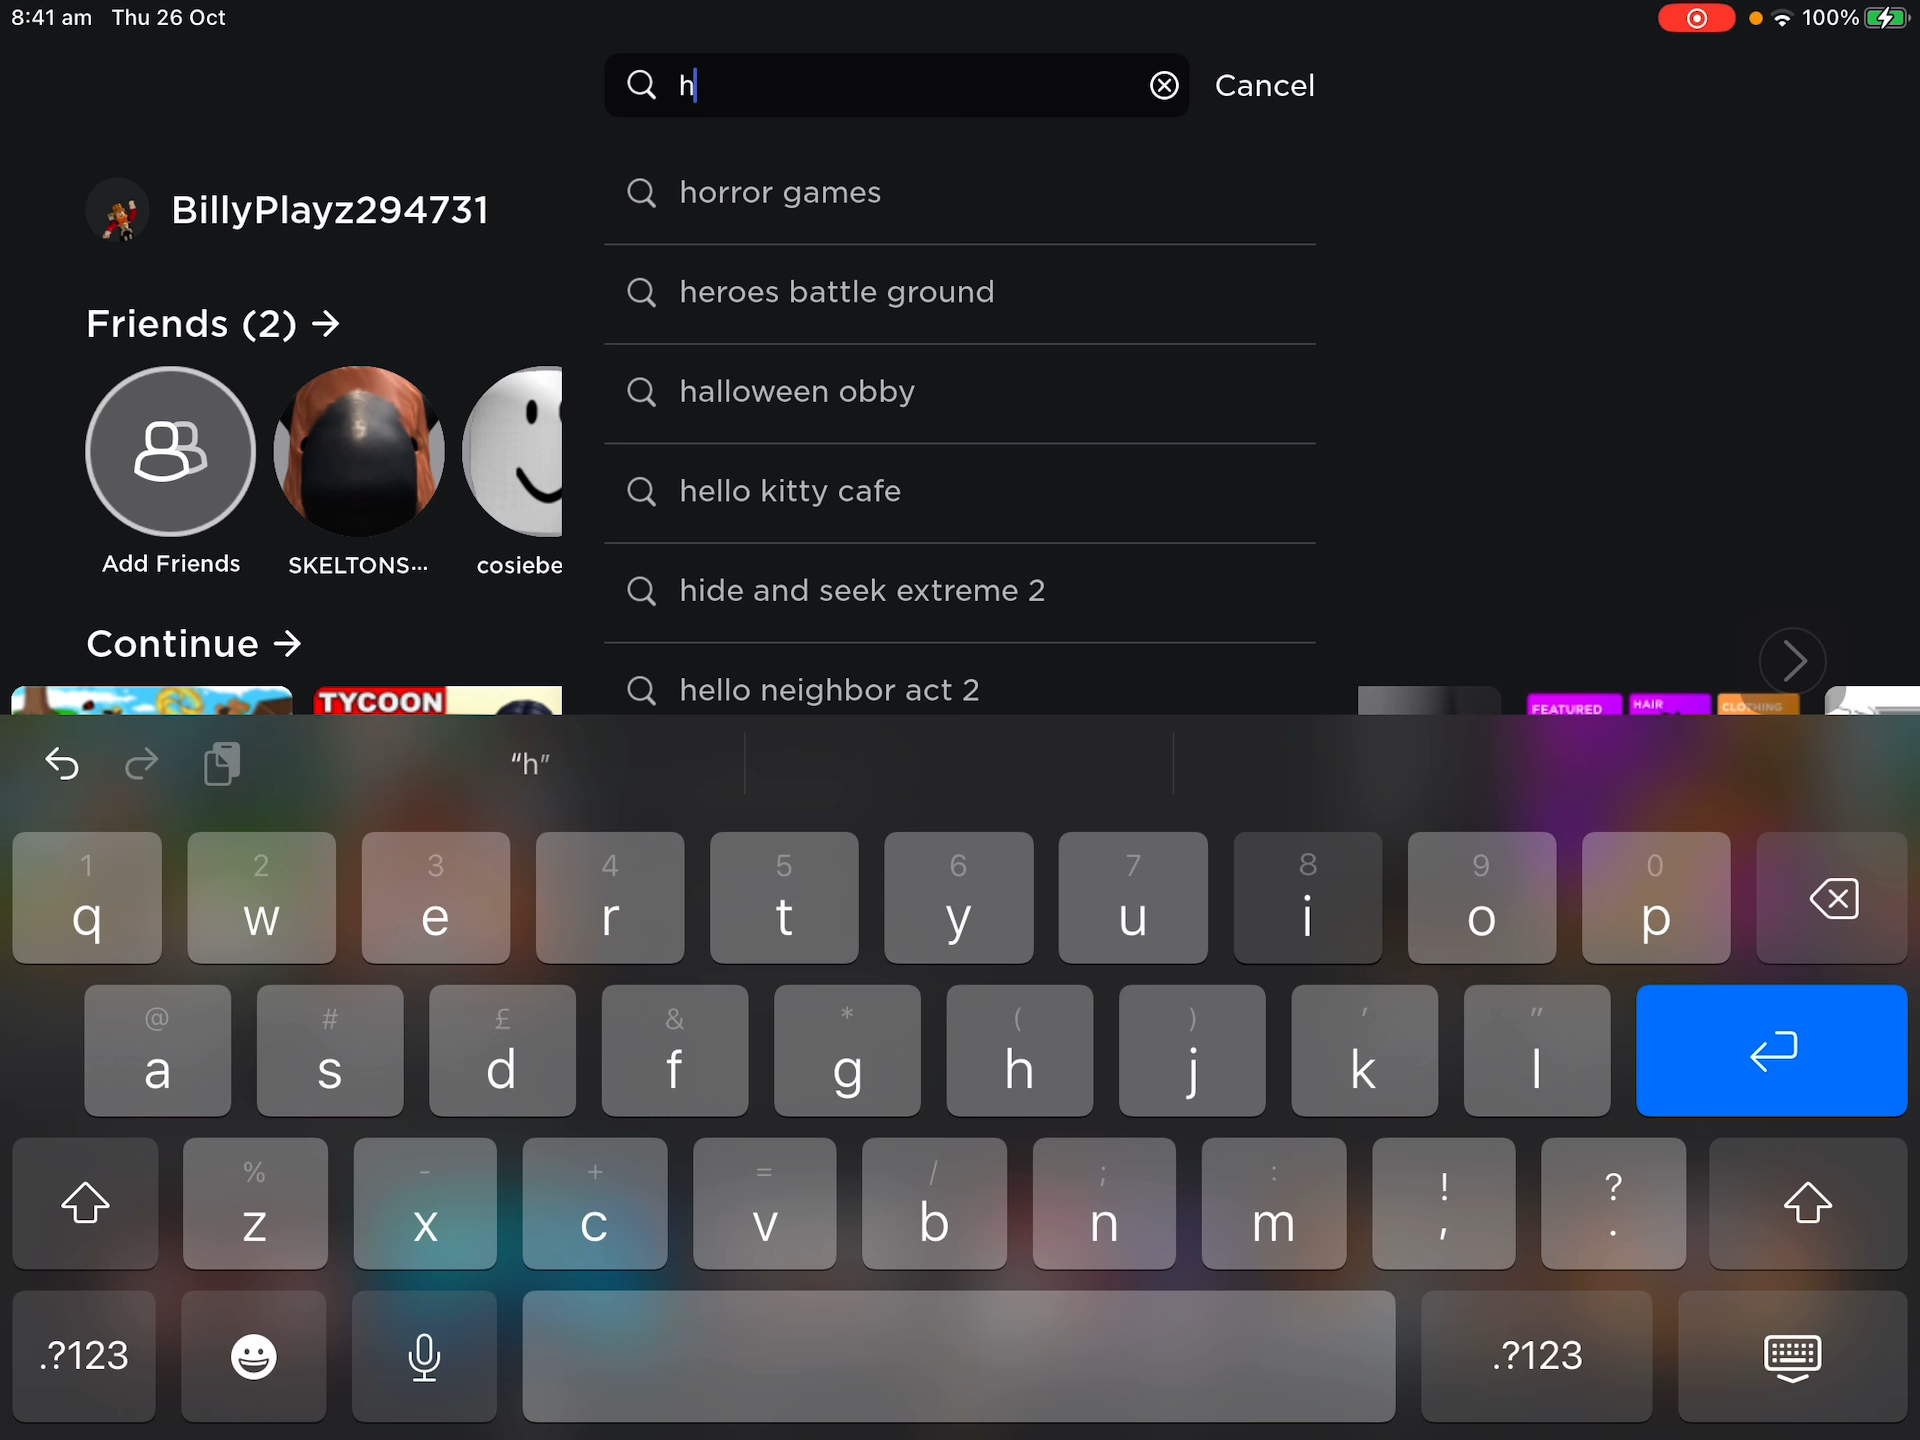 8:41 am Thu 26 Oct
100%
h
Cancel
BillyPlayz294731
horror games
heroes battle ground
Friends (2) →
halloween obby
hello kitty cafe
Add Friends
SKELTONS...
cosiebe
hide and seek extreme 2
Continue →
hello neighbor act 2
TYCOON
FEATURED
HAIR
CLOTHING
“h”
1 2 3 4 5 6 7 8 9 0
q w e r t y u i o p
@ # £ & * ( ) ' "
a s d f g h j k l
% - + = / ; : ! ?
z x c v b n m , .
.?123 .?123